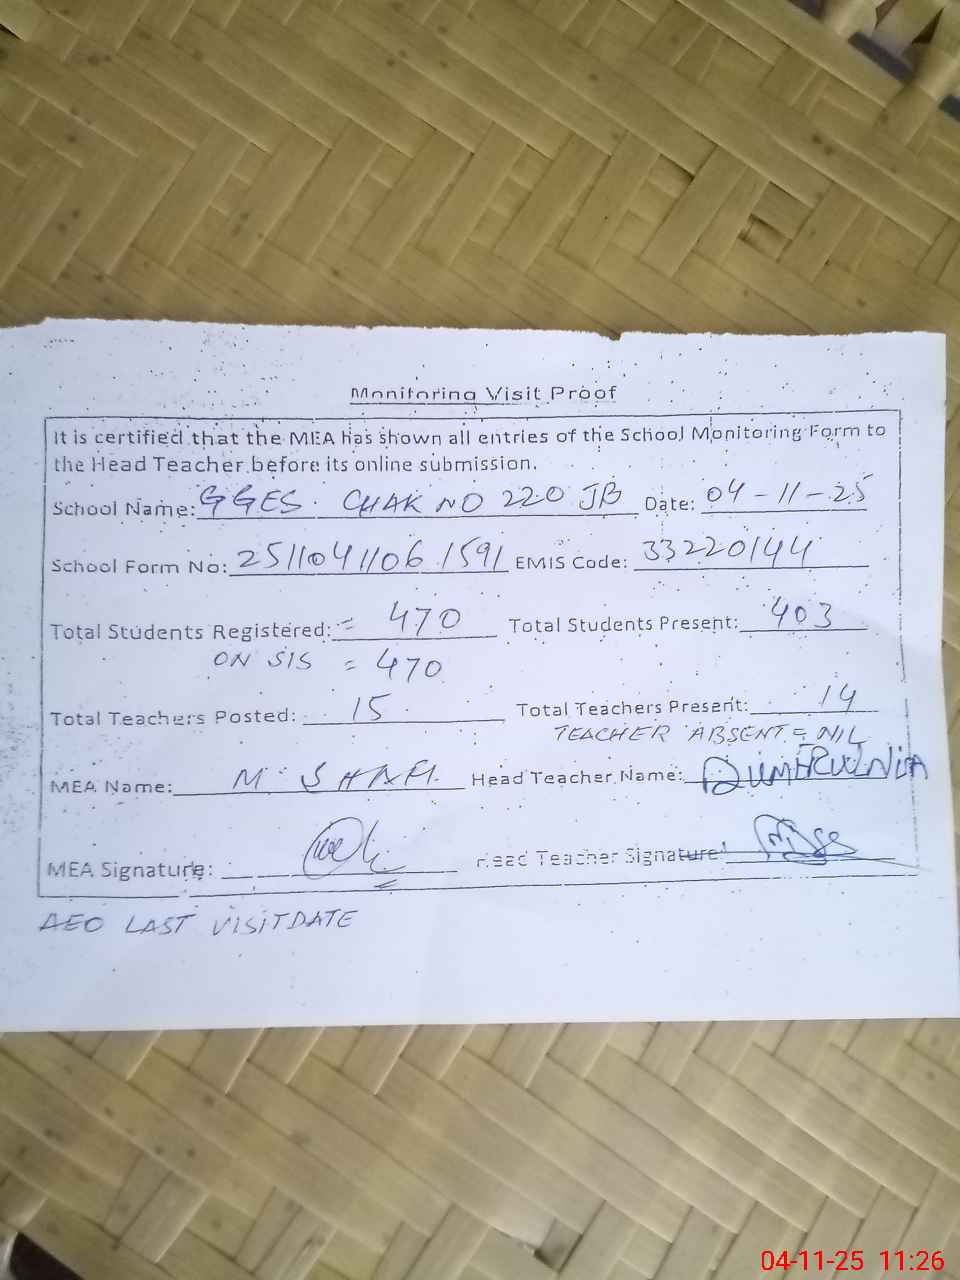 Monitoring Visit Proof
It is certified that the MEA has shown all entries of the School Monitoring Form to
the Head Teacher before its online submission.
School Name: GGES. CHAK NO 220 JB Date: 04-11-25
School Form No: 25110411061591 EMIS Code: 33220144
Total Students Registered: = 470 Total Students Present: 403
ON SIS = 470
Total Teachers Posted: 15 Total Teachers Present: 14
TEACHER ABSENT = NIL
MEA Name: M. SHAFI. Head Teacher Name:
MEA Signature: Head Teacher Signature:
AEO LAST VISIT DATE
04-11-25 11:26